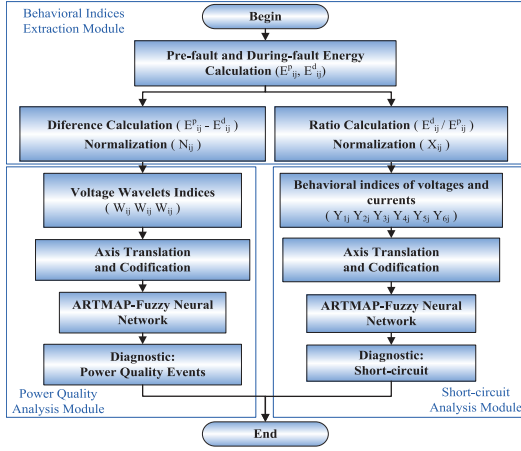 Behavioral Indices
Extraction Module
Begin
Pre-fault and During-fault Energy
Calculation (E^p_ij, E^d_ij)
Diference Calculation ( E^p_ij - E^d_ij )
Normalization ( N_ij )
Ratio Calculation ( E^d_ij / E^p_ij )
Normalization ( X_ij )
Voltage Wavelets Indices
( W_ij W_ij W_ij )
Behavioral indices of voltages and
currents
( Y_1j Y_2j Y_3j Y_4j Y_5j Y_6j )
Axis Translation
and Codification
Axis Translation
and Codification
ARTMAP-Fuzzy Neural
Network
ARTMAP-Fuzzy Neural
Network
Diagnostic:
Power Quality Events
Diagnostic:
Short-circuit
Power Quality
Analysis Module
Short-circuit
Analysis Module
End